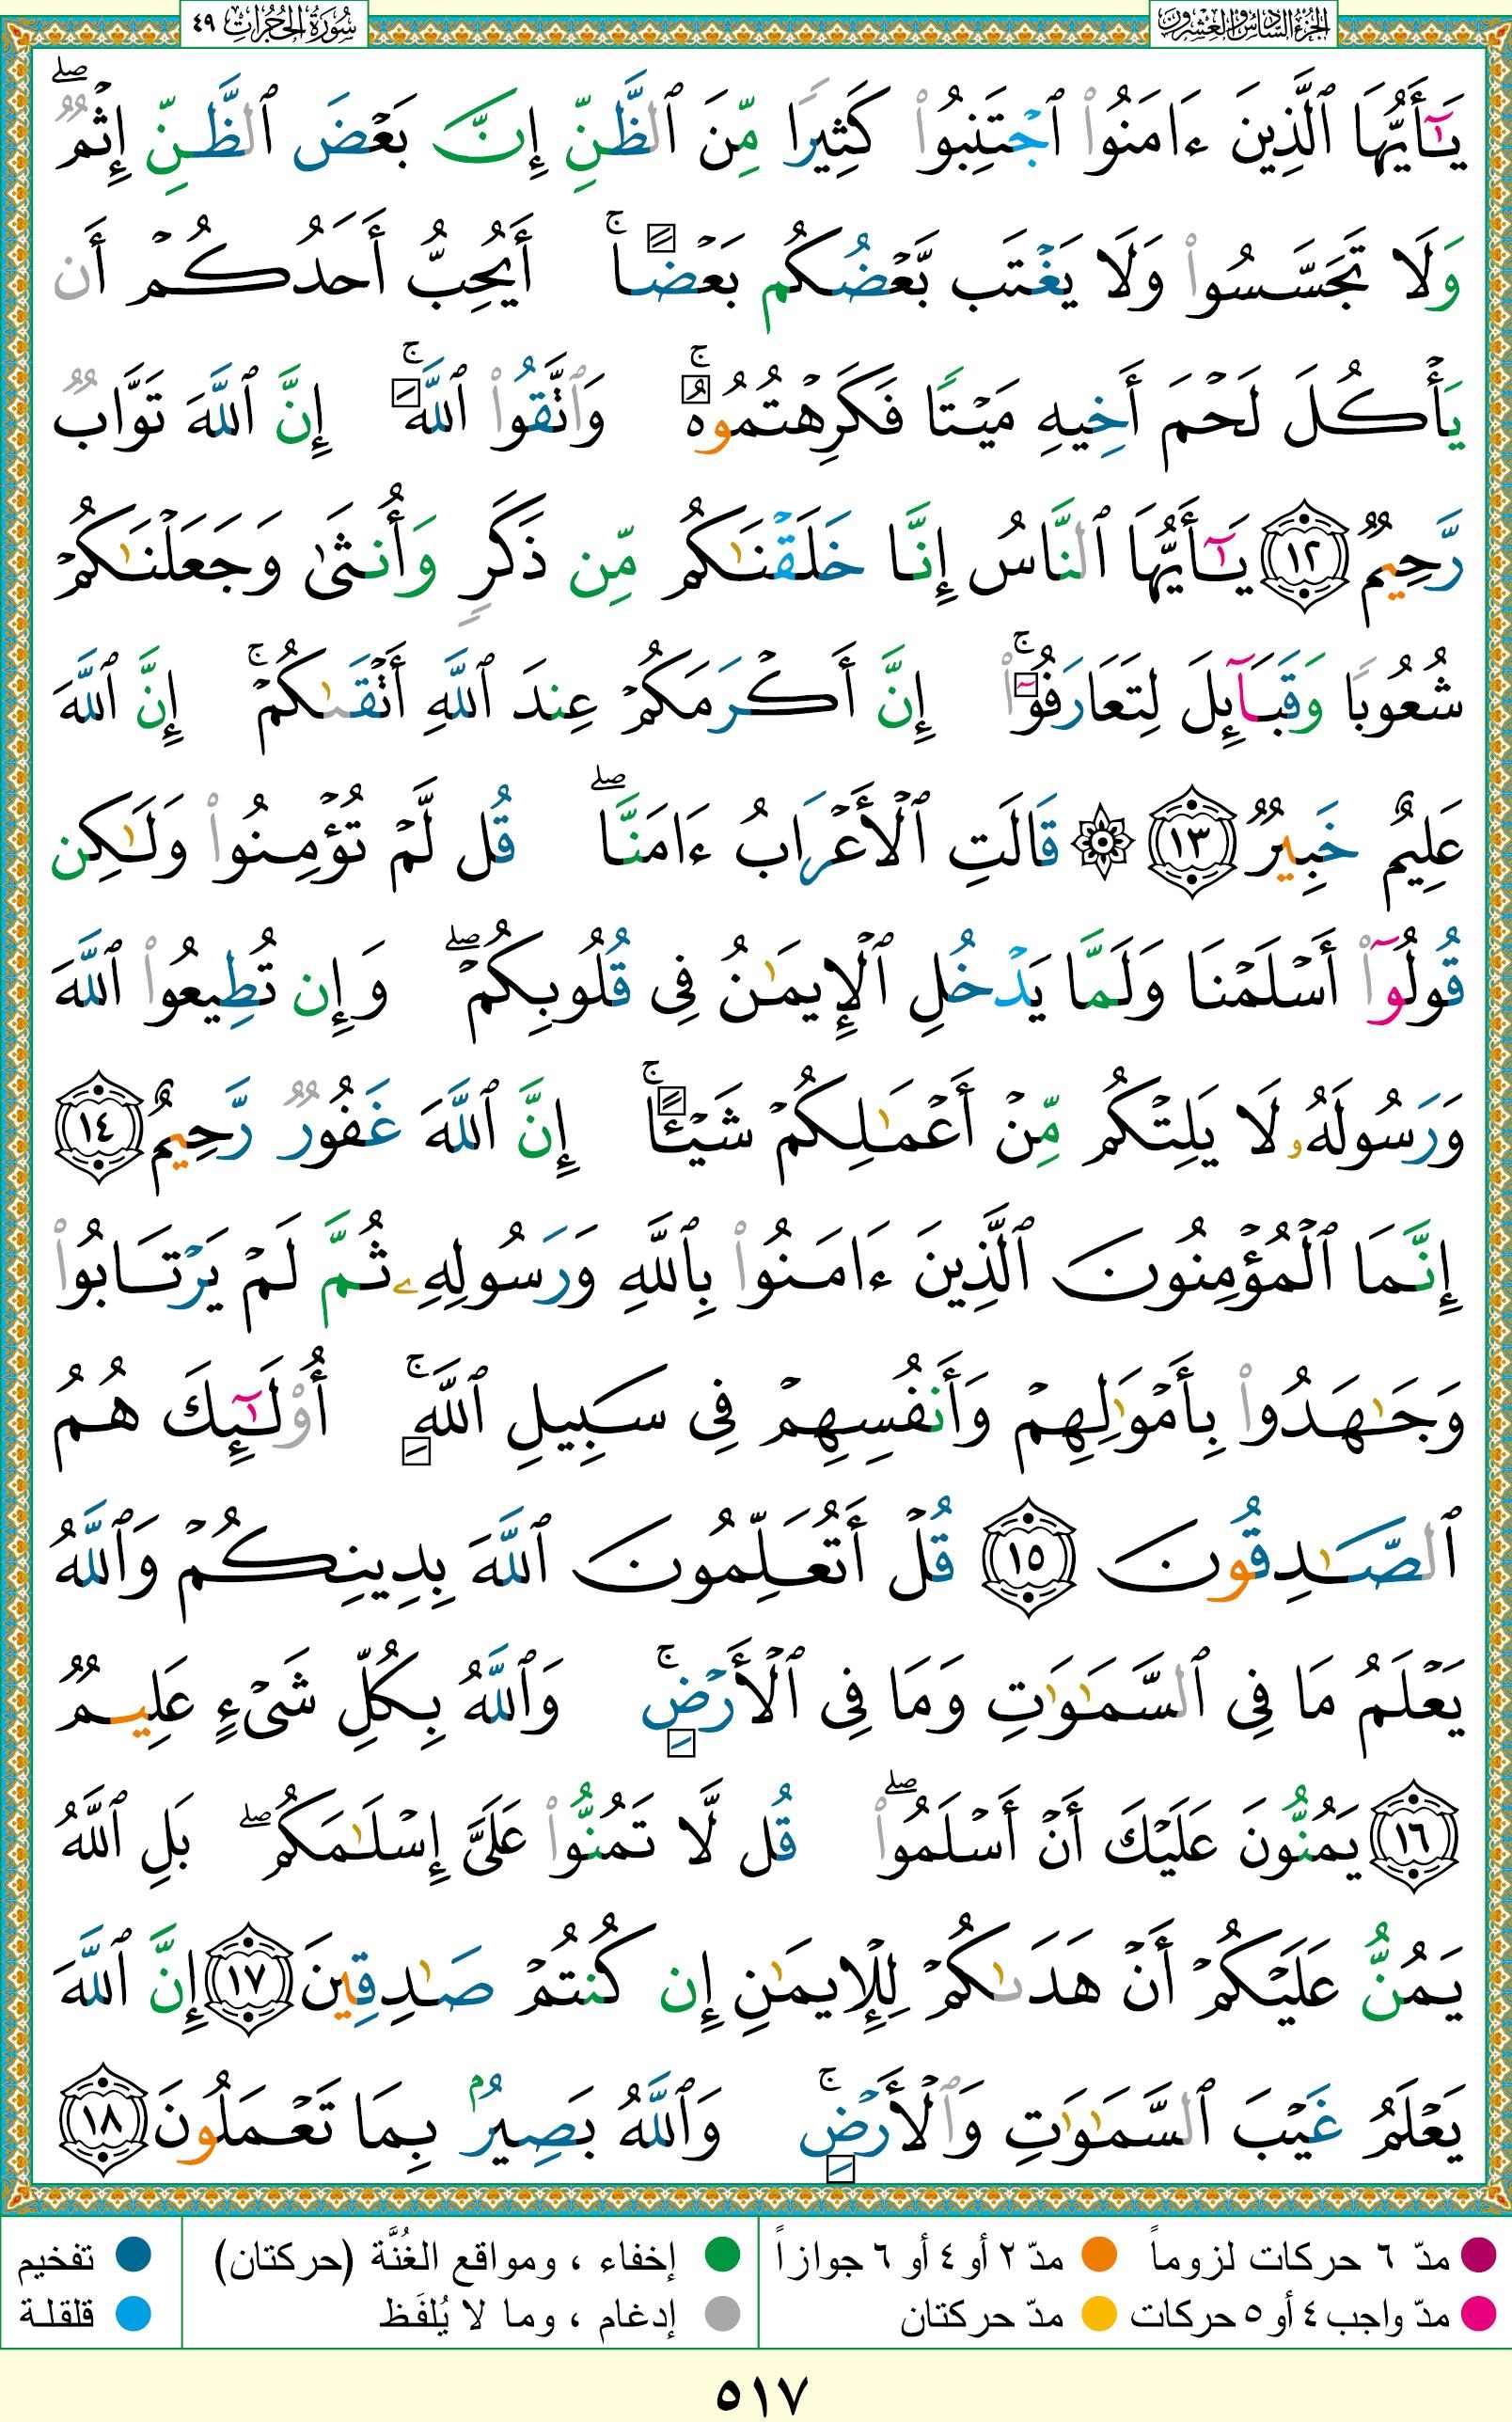 الجزء السادس والعشرون
سورة الحجرات ٤٩
يَـٰٓأَيُّهَا ٱلَّذِينَ ءَامَنُوا۟ ٱجْتَنِبُوا۟ كَثِيرًا مِّنَ ٱلظَّنِّ إِنَّ بَعْضَ ٱلظَّنِّ إِثْمٌ ۖ
وَلَا تَجَسَّسُوا۟ وَلَا يَغْتَب بَّعْضُكُم بَعْضًا ۚ أَيُحِبُّ أَحَدُكُمْ أَن
يَأْكُلَ لَحْمَ أَخِيهِ مَيْتًا فَكَرِهْتُمُوهُ ۚ وَٱتَّقُوا۟ ٱللَّهَ ۚ إِنَّ ٱللَّهَ تَوَّابٌ
رَّحِيمٌ ١٢ يَـٰٓأَيُّهَا ٱلنَّاسُ إِنَّا خَلَقْنَـٰكُم مِّن ذَكَرٍ وَأُنثَىٰ وَجَعَلْنَـٰكُمْ
شُعُوبًا وَقَبَآئِلَ لِتَعَارَفُوٓا۟ ۚ إِنَّ أَكْرَمَكُمْ عِندَ ٱللَّهِ أَتْقَىٰكُمْ ۚ إِنَّ ٱللَّهَ
عَلِيمٌ خَبِيرٌ ١٣ ۞ قَالَتِ ٱلْأَعْرَابُ ءَامَنَّا ۖ قُل لَّمْ تُؤْمِنُوا۟ وَلَـٰكِن
قُولُوٓا۟ أَسْلَمْنَا وَلَمَّا يَدْخُلِ ٱلْإِيمَـٰنُ فِى قُلُوبِكُمْ ۖ وَإِن تُطِيعُوا۟ ٱللَّهَ
وَرَسُولَهُۥ لَا يَلِتْكُم مِّنْ أَعْمَـٰلِكُمْ شَيْـًٔا ۚ إِنَّ ٱللَّهَ غَفُورٌ رَّحِيمٌ ١٤
إِنَّمَا ٱلْمُؤْمِنُونَ ٱلَّذِينَ ءَامَنُوا۟ بِٱللَّهِ وَرَسُولِهِۦ ثُمَّ لَمْ يَرْتَابُوا۟
وَجَـٰهَدُوا۟ بِأَمْوَٰلِهِمْ وَأَنفُسِهِمْ فِى سَبِيلِ ٱللَّهِ ۚ أُو۟لَـٰٓئِكَ هُمُ
ٱلصَّـٰدِقُونَ ١٥ قُلْ أَتُعَلِّمُونَ ٱللَّهَ بِدِينِكُمْ وَٱللَّهُ
يَعْلَمُ مَا فِى ٱلسَّمَـٰوَٰتِ وَمَا فِى ٱلْأَرْضِ ۚ وَٱللَّهُ بِكُلِّ شَىْءٍ عَلِيمٌ
١٦ يَمُنُّونَ عَلَيْكَ أَنْ أَسْلَمُوا۟ ۖ قُل لَّا تَمُنُّوا۟ عَلَىَّ إِسْلَـٰمَكُم ۖ بَلِ ٱللَّهُ
يَمُنُّ عَلَيْكُمْ أَنْ هَدَىٰكُمْ لِلْإِيمَـٰنِ إِن كُنتُمْ صَـٰدِقِينَ ١٧ إِنَّ ٱللَّهَ
يَعْلَمُ غَيْبَ ٱلسَّمَـٰوَٰتِ وَٱلْأَرْضِ ۚ وَٱللَّهُ بَصِيرٌۢ بِمَا تَعْمَلُونَ ١٨
مدّ ٦ حركات لزوماً مدّ ٢ أو ٤ أو ٦ جوازاً إخفاء ، ومواقع الغُنَّة (حركتان) تفخيم
مدّ واجب ٤ أو ٥ حركات مدّ حركتان إدغام ، وما لا يُلفَظ قلقلة
٥١٧